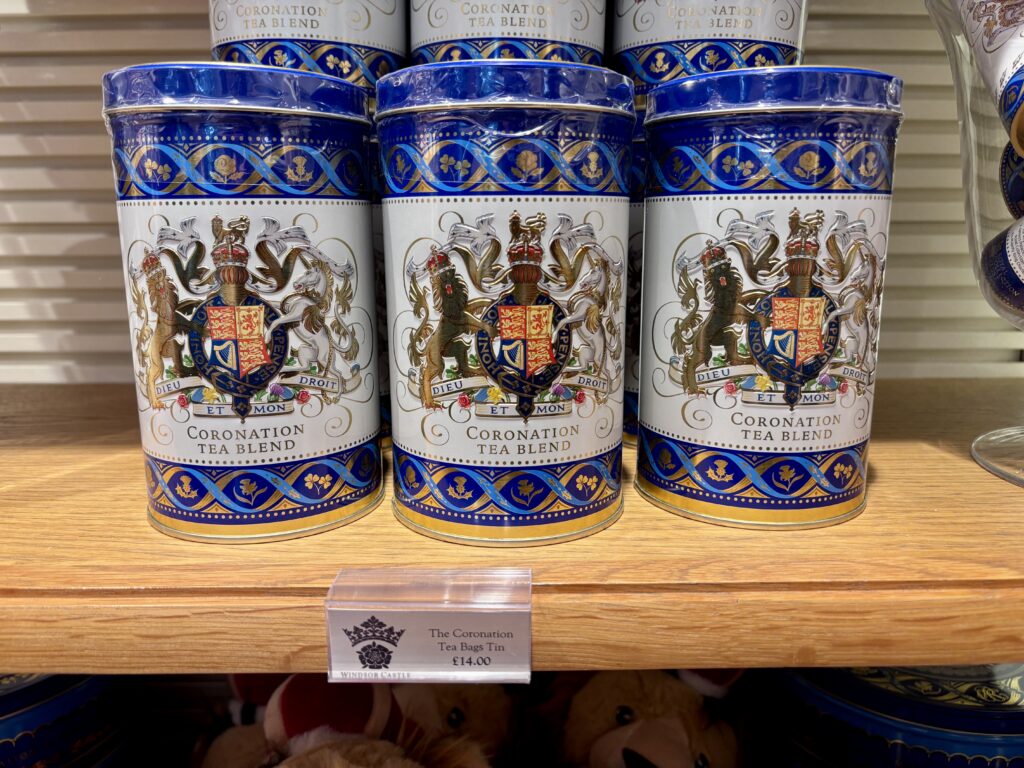 CORONATION
TEA BLEND
CORONATION
TEA BLEND
CORONATION
TEA BLEND
DIEU DROIT
ET MON
CORONATION
TEA BLEND
DIEU DROIT
ET MON
CORONATION
TEA BLEND
DIEU DROIT
ET MON
CORONATION
TEA BLEND
The Coronation
Tea Bags Tin
£14.00
WINDSOR CASTLE